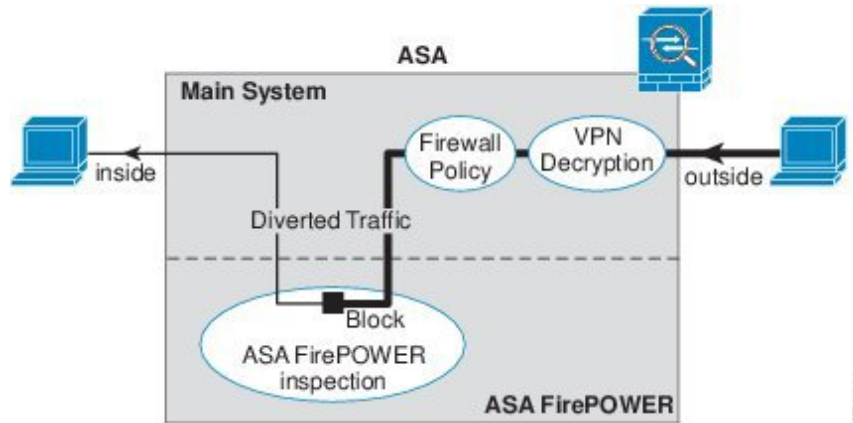 ASA
Main System
Firewall
Policy
VPN
Decryption
inside
outside
Diverted Traffic
Block
ASA FirePOWER
inspection
ASA FirePOWER